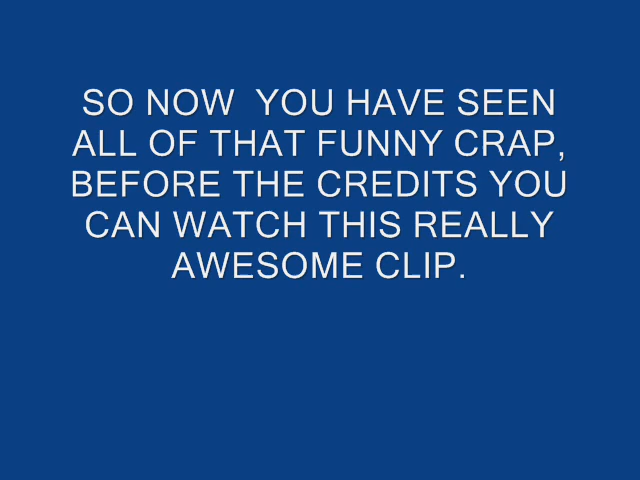 SO NOW  YOU HAVE SEEN
ALL OF THAT FUNNY CRAP,
BEFORE THE CREDITS YOU
CAN WATCH THIS REALLY
AWESOME CLIP.